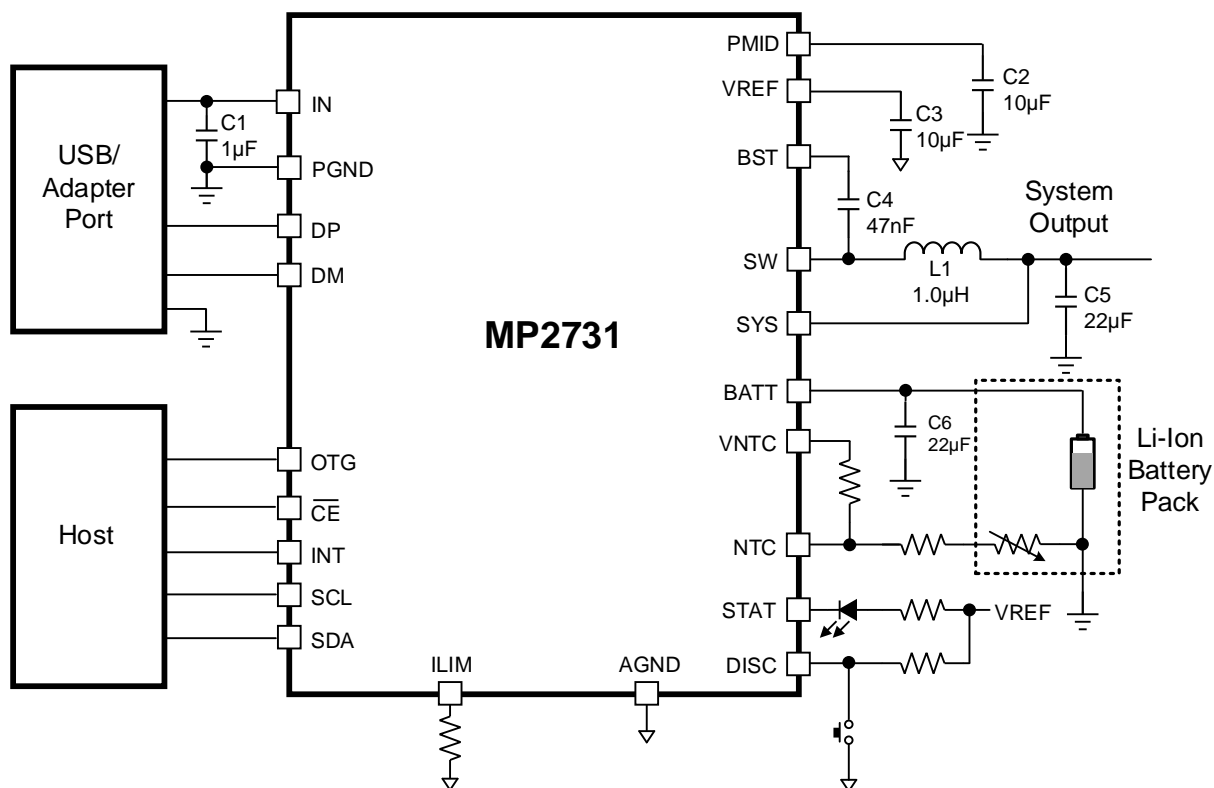 USB/
Adapter
Port
C1
1µF
IN
PGND
DP
DM
Host
OTG
CE
INT
SCL
SDA
MP2731
ILIM
AGND
PMID
VREF
BST
SW
SYS
BATT
VNTC
NTC
STAT
DISC
C2
10µF
C3
10µF
C4
47nF
L1
1.0µH
System
Output
C5
22µF
C6
22µF
Li-Ion
Battery
Pack
VREF